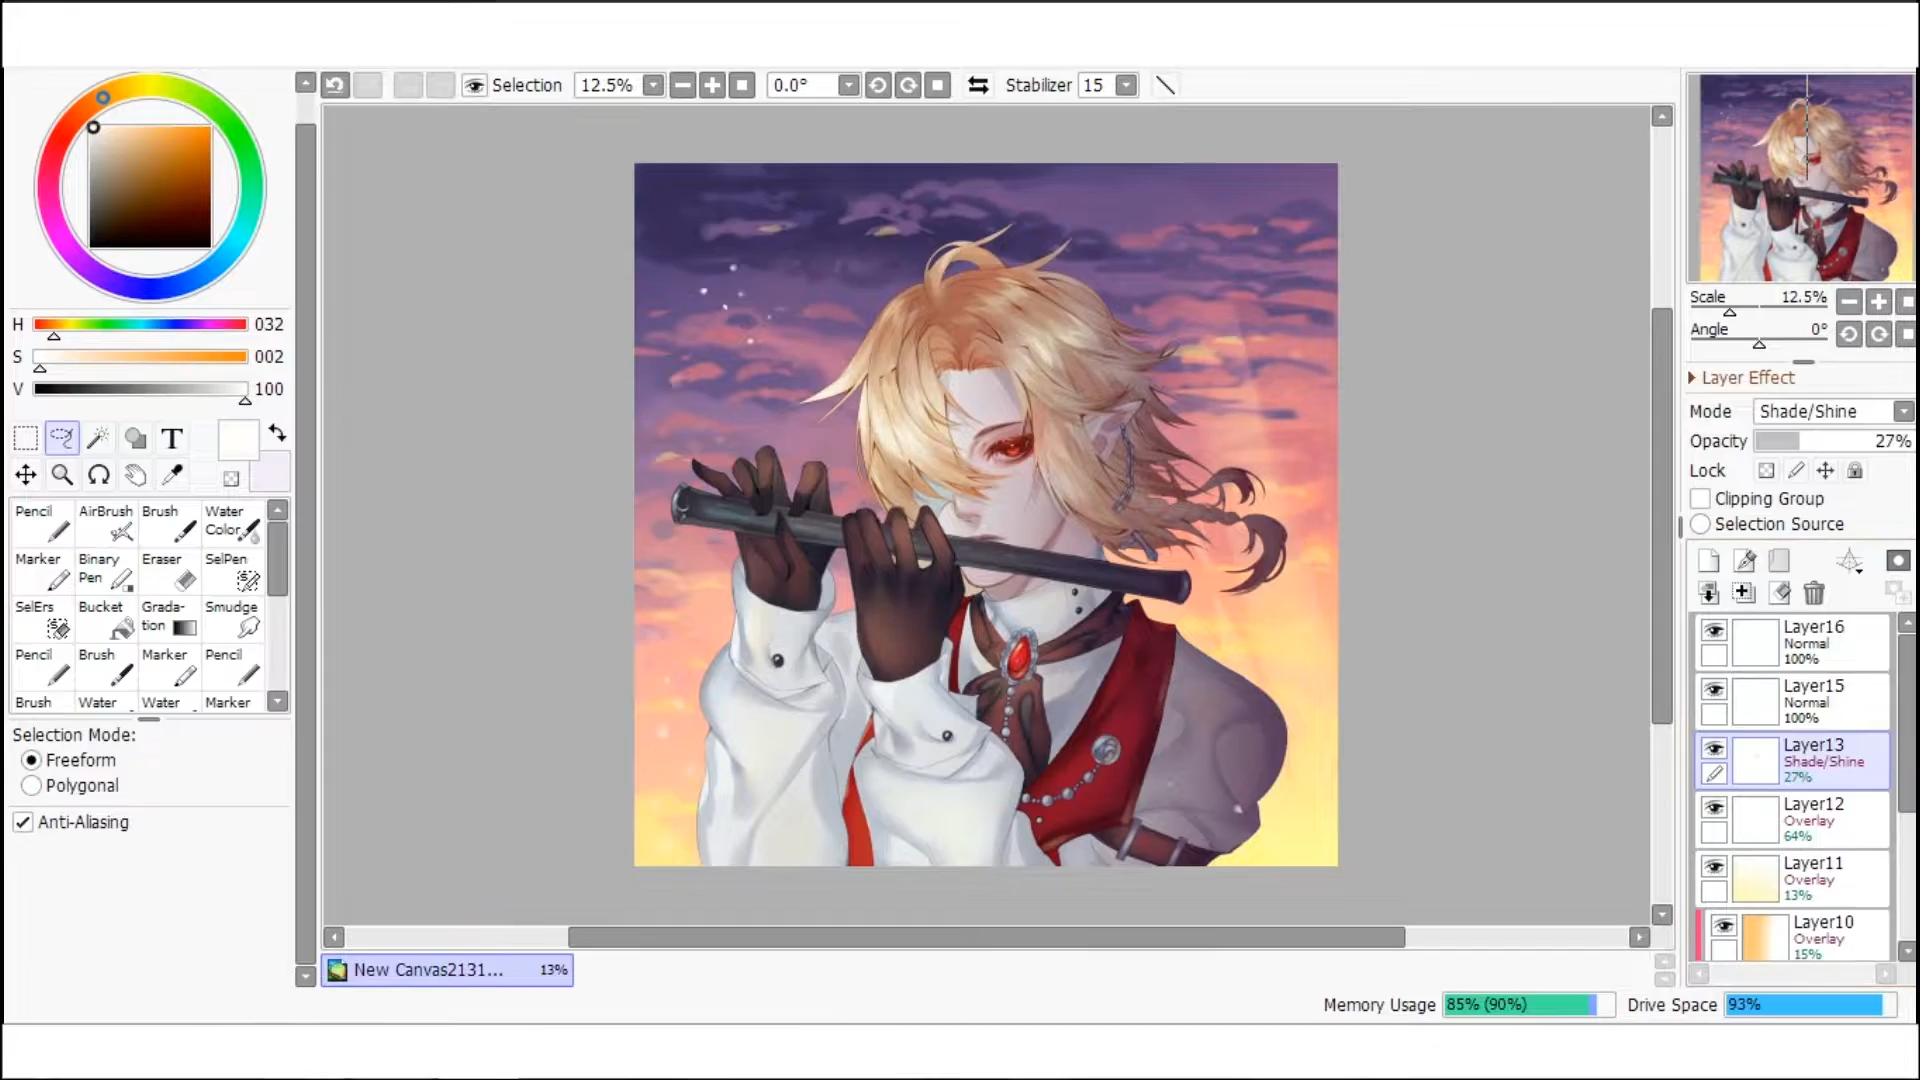 Selection 12.5% 0.0° Stabilizer 15
H 032
S 002
V 100
T
Pencil AirBrush Brush Water Color
Marker Binary Pen Eraser SelPen
SelErs Bucket Grada-tion Smudge
Pencil Brush Marker Pencil
Brush Water Water Marker
Selection Mode:
Freeform
Polygonal
Anti-Aliasing
New Canvas2131... 13%
Scale 12.5%
Angle 0°
Layer Effect
Mode Shade/Shine
Opacity 27%
Lock
Clipping Group
Selection Source
Layer16
Normal
100%
Layer15
Normal
100%
Layer13
Shade/Shine
27%
Layer12
Overlay
64%
Layer11
Overlay
13%
Layer10
Overlay
15%
Memory Usage 85% (90%) Drive Space 93%